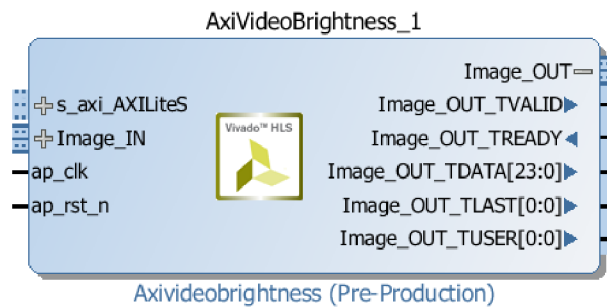 AxiVideoBrightness_1
s_axi_AXILiteS
Image_IN
ap_clk
ap_rst_n
Vivado™ HLS
Image_OUT
Image_OUT_TVALID
Image_OUT_TREADY
Image_OUT_TDATA[23:0]
Image_OUT_TLAST[0:0]
Image_OUT_TUSER[0:0]
Axivideobrightness (Pre-Production)